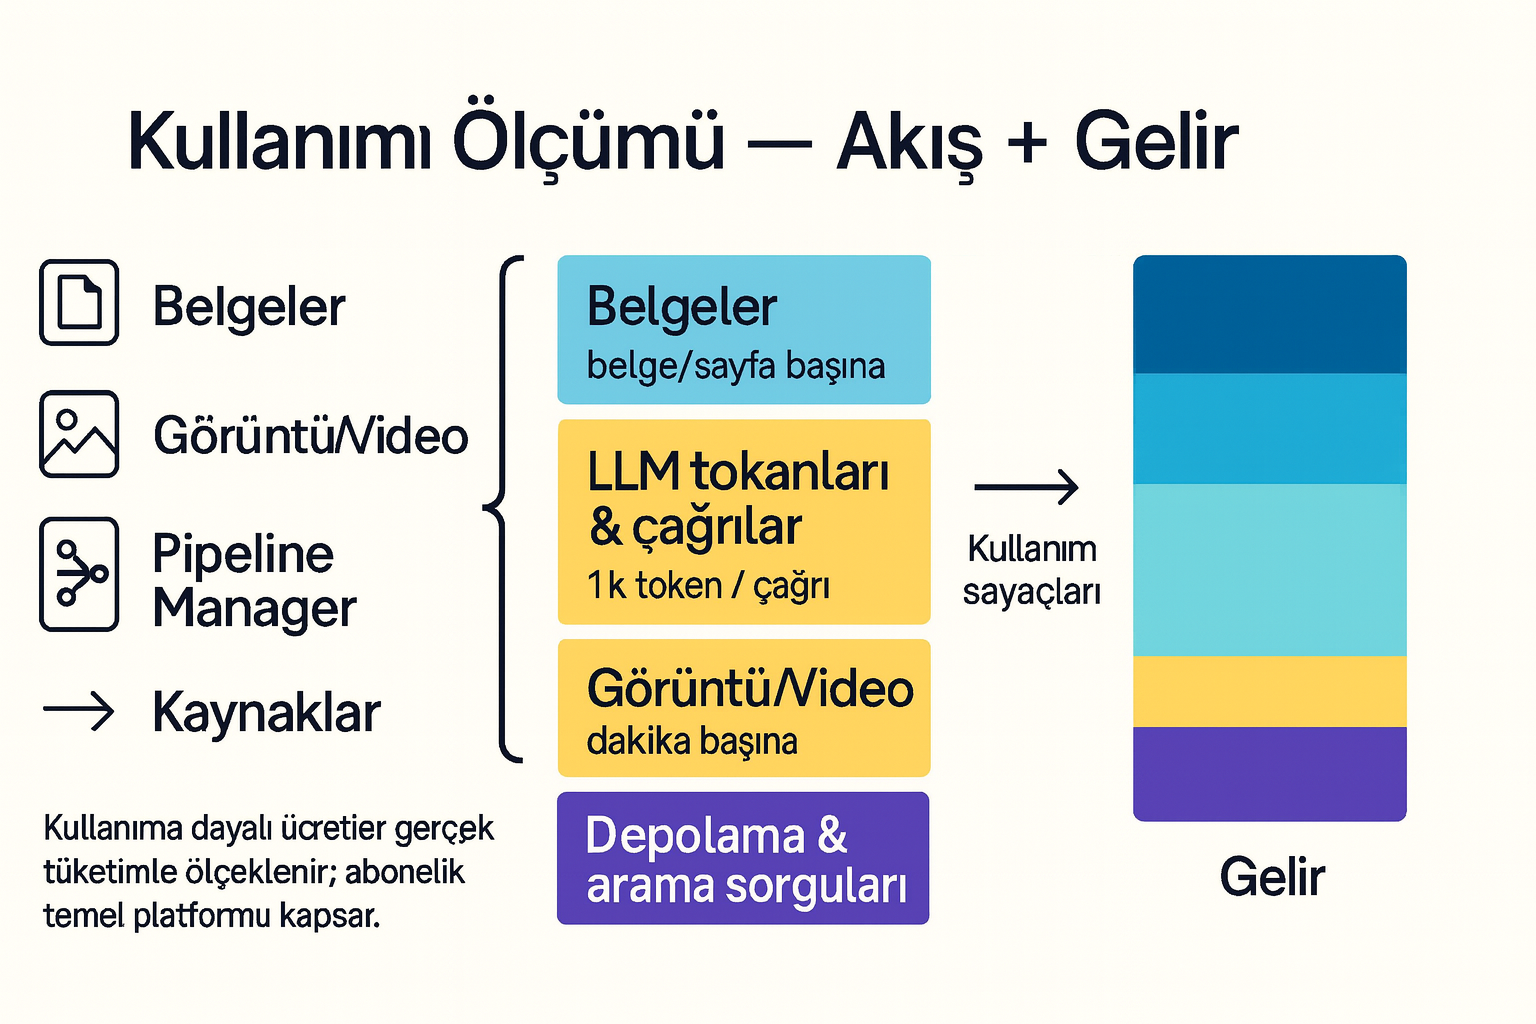 Kullanımı Ölçümü — Akış + Gelir
Belgeler
Görüntü/Video
Pipeline
Manager
Kaynaklar
Kullanıma dayalı ücretier gerçek
tüketimle ölçeklenir; abonelik
temel platformu kapsar.
Belgeler
belge/sayfa başına
LLM tokanları
& çağrılar
1k token / çağrı
Görüntü/Video
dakika başına
Depolama &
arama sorguları
Kullanım
sayaçları
Gelir